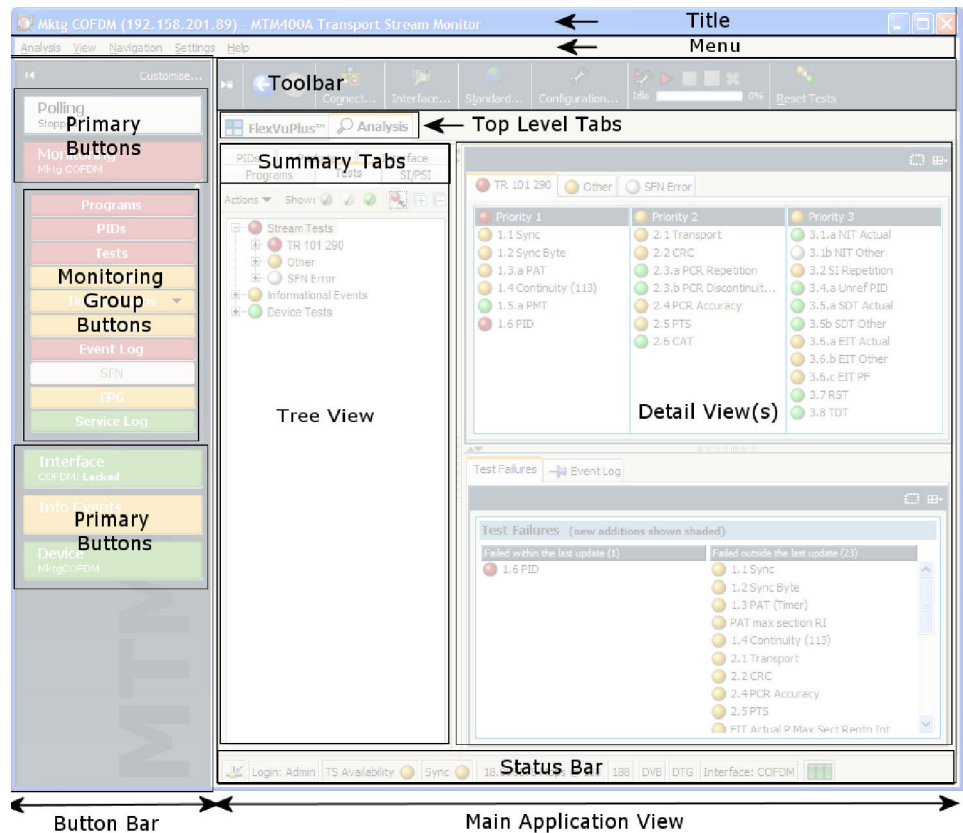 Mktg COFDM (192.158.201.89) - MTM400A Transport Stream Monitor
Title
Analysis View Navigation Settings Help
Menu
Customise...
Toolbar
Connect... Interface... Standard... Configuration... Idle 0% Reset Tests
Polling
Primary
Buttons
Monitoring
Mktg COFDM
FlexVuPlus™ Analysis
Top Level Tabs
PIDs
Summary Tabs
Programs Tests SI/PSI
Actions Show:
Stream Tests
TR 101 290
Other
SFN Error
Informational Events
Device Tests
Tree View
Programs
PIDs
Tests
Monitoring
Group
Buttons
Event Log
SFN
EPG
Service Log
Interface
COFDM: Locked
Info Events
Primary
Buttons
Device
MktgCOFDM
MTM
TR 101 290 Other SFN Error
Priority 1
1.1 Sync
1.2 Sync Byte
1.3.a PAT
1.4 Continuity (113)
1.5.a PMT
1.6 PID
Priority 2
2.1 Transport
2.2 CRC
2.3.a PCR Repetition
2.3.b PCR Discontinuit...
2.4 PCR Accuracy
2.5 PTS
2.6 CAT
Priority 3
3.1.a NIT Actual
3.1b NIT Other
3.2 SI Repetition
3.4.a Unref PID
3.5.a SDT Actual
3.5b SDT Other
3.6.a EIT Actual
3.6.b EIT Other
3.6.c EIT PF
3.7 RST
3.8 TDT
Detail View(s)
Test Failures Event Log
Test Failures (new additions shown shaded)
Failed within the last update (1)
1.6 PID
Failed outside the last update (23)
1.1 Sync
1.2 Sync Byte
1.3 PAT (Timer)
PAT max section RI
1.4 Continuity (113)
2.1 Transport
2.2 CRC
2.4 PCR Accuracy
2.5 PTS
EIT Actual P Max Sect Reptn Int
Status Bar
Login: Admin TS Availability Sync 188 DVB DTG Interface: COFDM
Button Bar
Main Application View